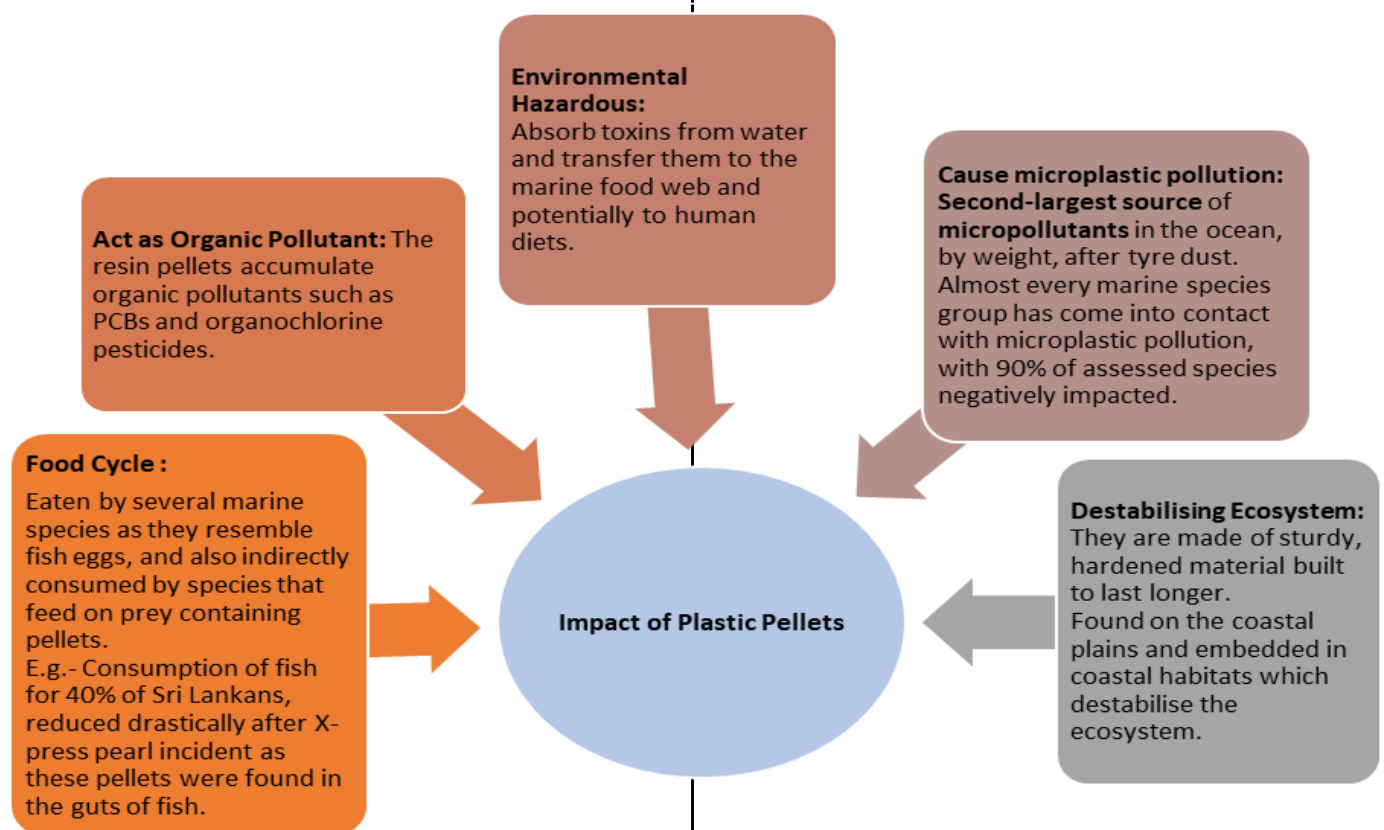 Environmental
Hazardous:
Absorb toxins from water
and transfer them to the
marine food web and
potentially to human
diets.
Cause microplastic pollution:
Second-largest source of
micropollutants in the ocean,
by weight, after tyre dust.
Almost every marine species
group has come into contact
with microplastic pollution,
with 90% of assessed species
negatively impacted.
Act as Organic Pollutant: The
resin pellets accumulate
organic pollutants such as
PCBs and organochlorine
pesticides.
Food Cycle :
Eaten by several marine
species as they resemble
fish eggs, and also indirectly
consumed by species that
feed on prey containing
pellets.
E.g.- Consumption of fish
for 40% of Sri Lankans,
reduced drastically after X-
press pearl incident as
these pellets were found in
the guts of fish.
Impact of Plastic Pellets
Destabilising Ecosystem:
They are made of sturdy,
hardened material built
to last longer.
Found on the coastal
plains and embedded in
coastal habitats which
destabilise the
ecosystem.